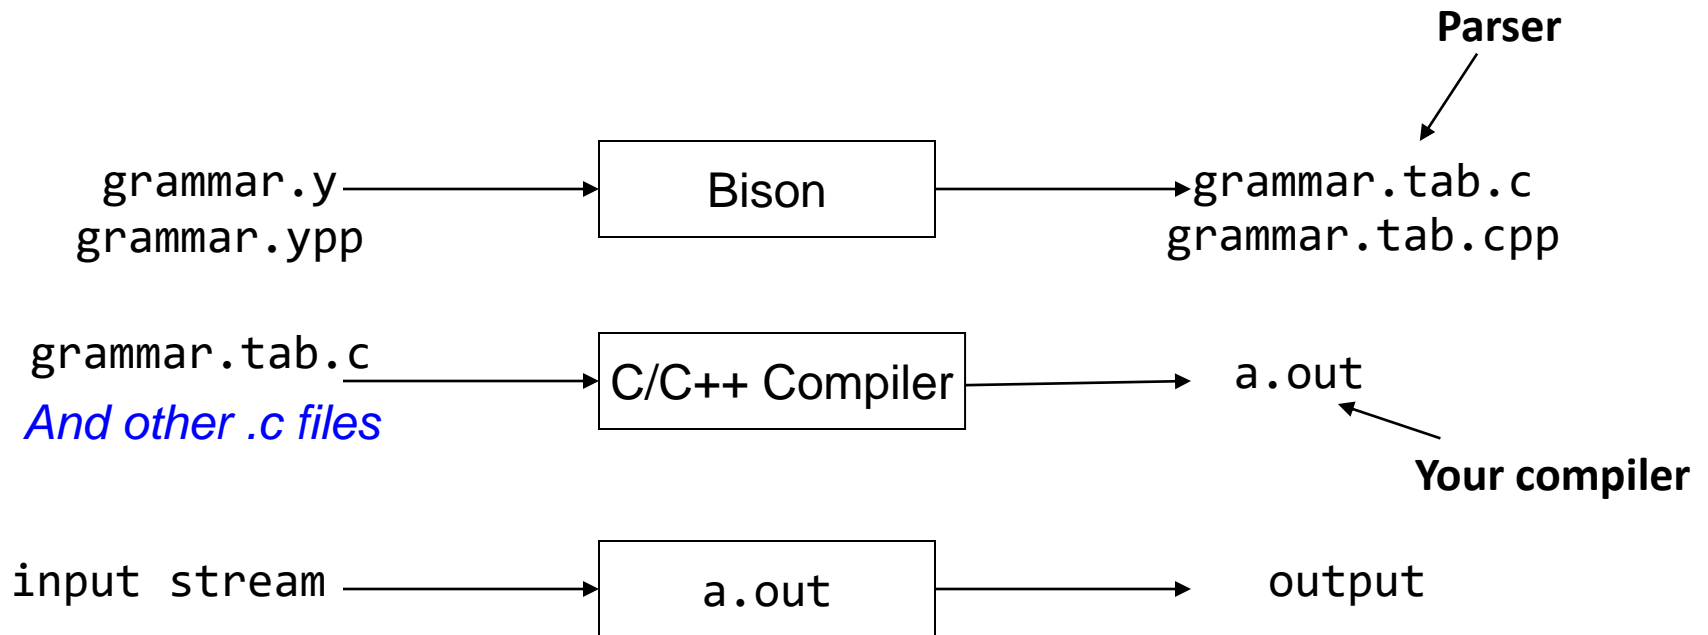 Parser
grammar.y
Bison
grammar.tab.c
grammar.ypp
grammar.tab.cpp
grammar.tab.c
C/C++ Compiler
a.out
And other .c files
Your compiler
input stream
a.out
output